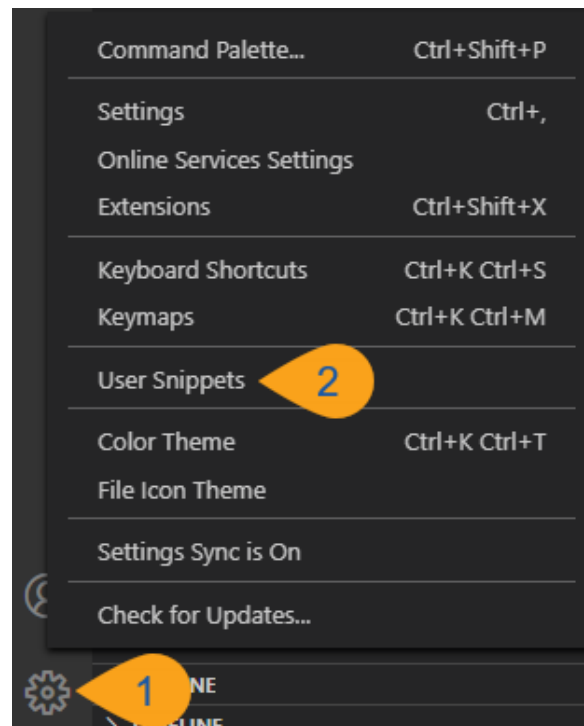 Command Palette... Ctrl+Shift+P
Settings Ctrl+,
Online Services Settings
Extensions Ctrl+Shift+X
Keyboard Shortcuts Ctrl+K Ctrl+S
Keymaps Ctrl+K Ctrl+M
User Snippets 2
Color Theme Ctrl+K Ctrl+T
File Icon Theme
Settings Sync is On
Check for Updates...
1 NE